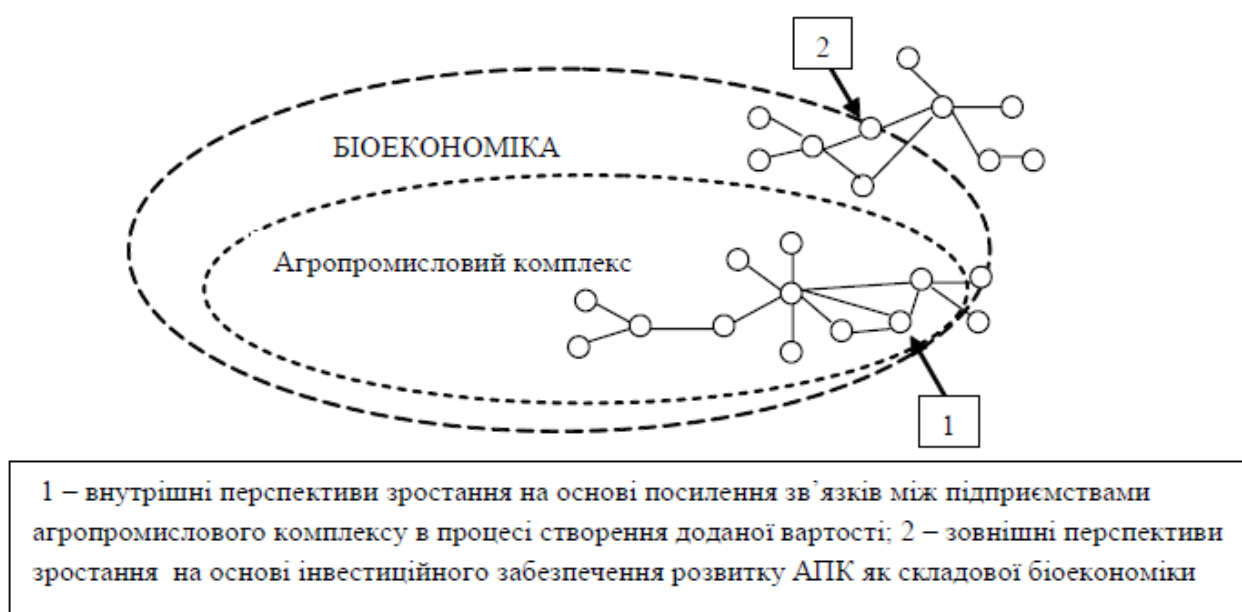 2
БІОЕКОНОМІКА
Агропромисловий комплекс
1
1 – внутрішні перспективи зростання на основі посилення зв’язків між підприємствами
агропромислового комплексу в процесі створення доданої вартості; 2 – зовнішні перспективи
зростання на основі інвестиційного забезпечення розвитку АПК як складової біоекономіки